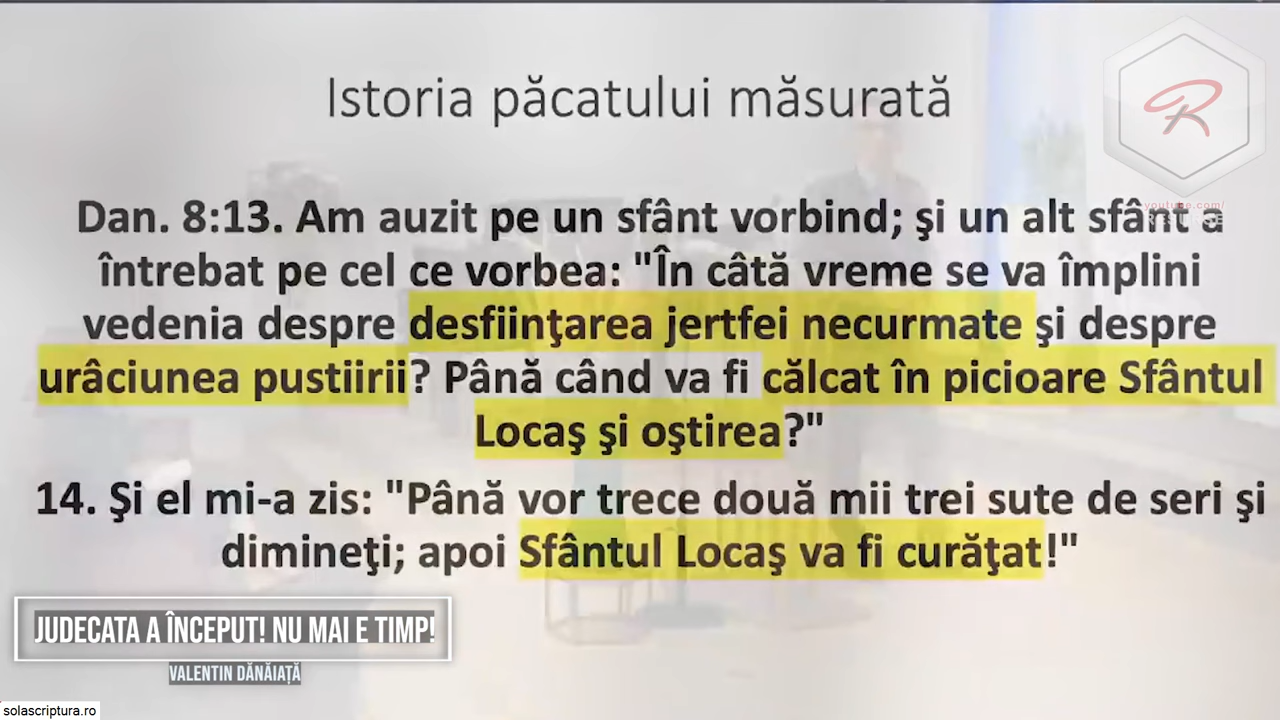 Istoria păcatului măsurată
R
youtube.com/
Dan. 8:13. Am auzit pe un sfânt vorbind; şi un alt sfânt a
întrebat pe cel ce vorbea: "În câtă vreme se va împlini
vedenia despre desfiinţarea jertfei necurmate şi despre
urâciunea pustiirii? Până când va fi călcat în picioare Sfântul
Locaş şi oştirea?"
14. Şi el mi-a zis: "Până vor trece două mii trei sute de seri şi
dimineţi; apoi Sfântul Locaş va fi curăţat!"
JUDECATA A ÎNCEPUT! NU MAI E TIMP!
VALENTIN DĂNĂIAȚĂ
solascriptura.ro